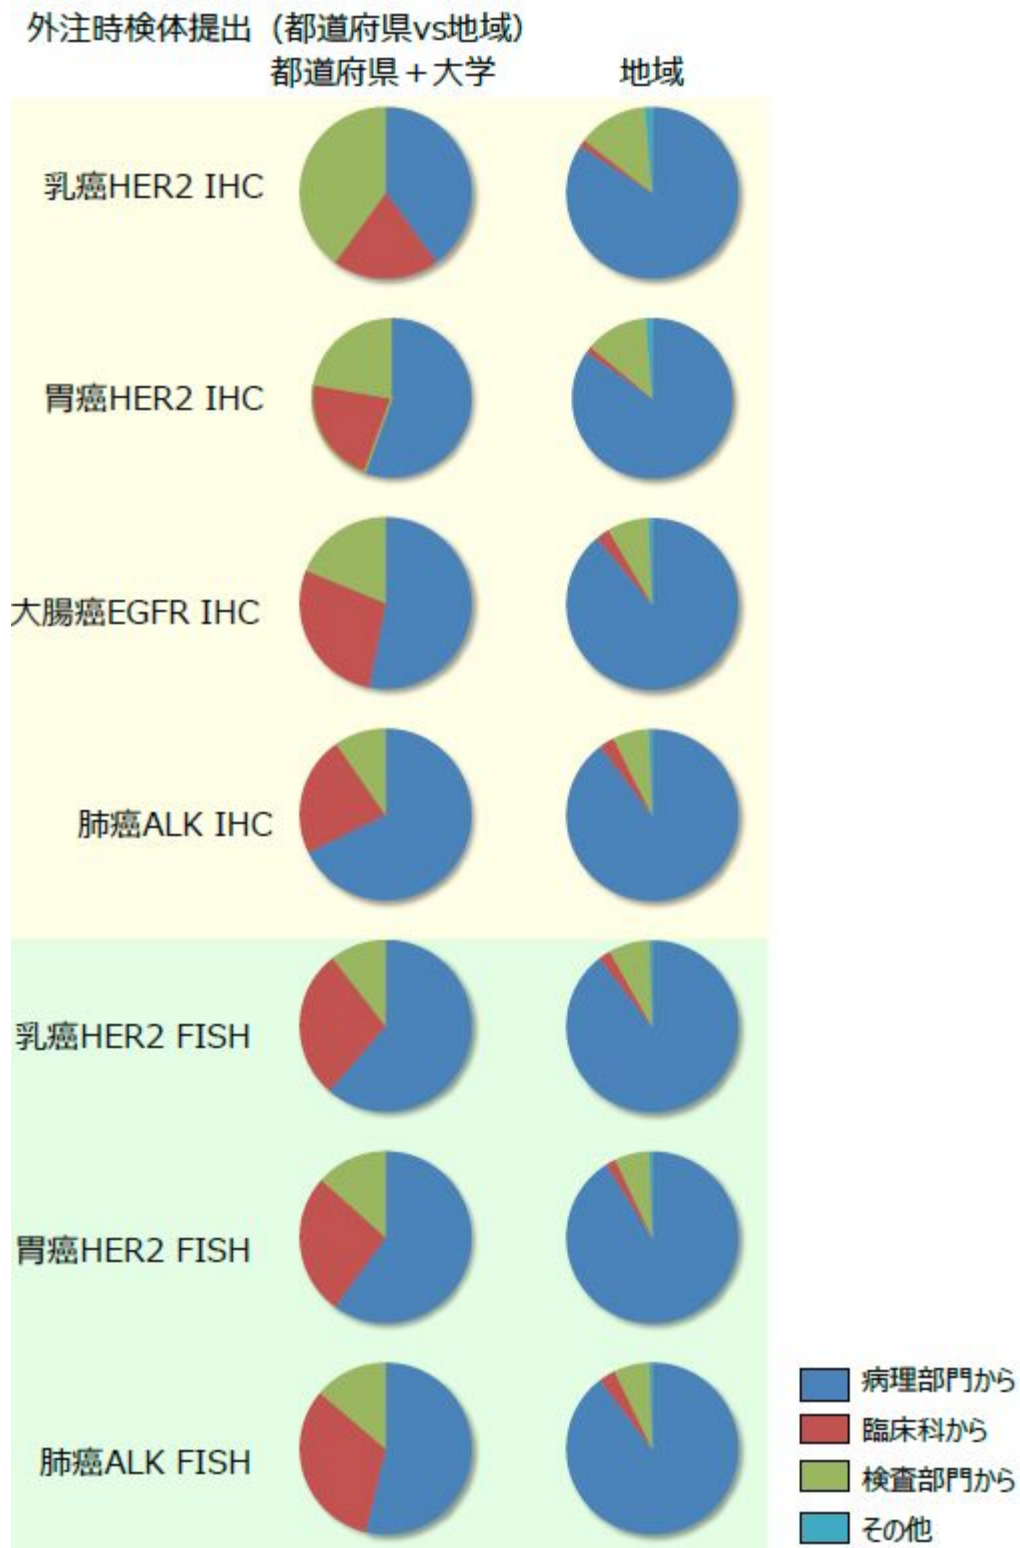 外注時検体提出（都道府県vs地域）
都道府県＋大学 地域
乳癌HER2 IHC
胃癌HER2 IHC
大腸癌EGFR IHC
肺癌ALK IHC
乳癌HER2 FISH
胃癌HER2 FISH
肺癌ALK FISH
病理部門から
臨床科から
検査部門から
その他